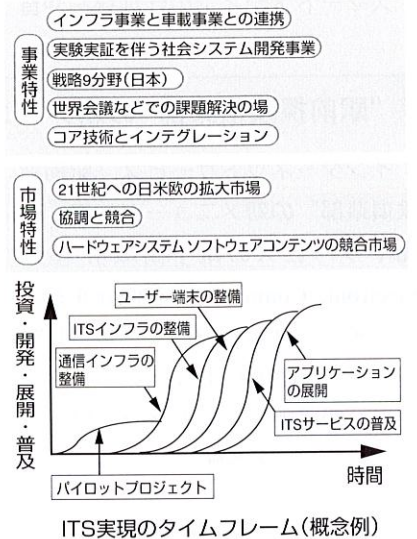 事業特性
インフラ事業と車載事業との連携
実験実証を伴う社会システム開発事業
戦略9分野(日本)
世界会議などでの課題解決の場
コア技術とインテグレーション
市場特性
21世紀への日米欧の拡大市場
協調と競合
ハードウェアシステム ソフトウェアコンテンツの競合市場
投資・開発・展開・普及
ユーザー端末の整備
ITSインフラの整備
通信インフラの
整備
アプリケーション
の展開
ITSサービスの普及
パイロットプロジェクト
時間
ITS実現のタイムフレーム(概念例)